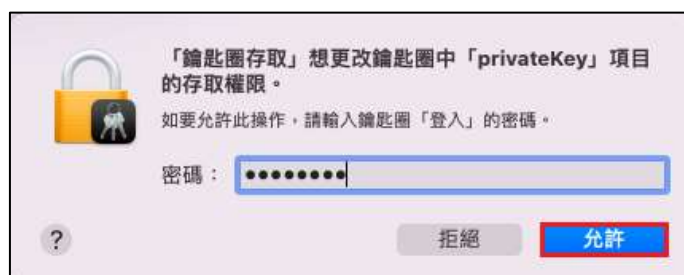 「鑰匙圈存取」想更改鑰匙圈中「privateKey」項目
的存取權限。
如要允許此操作，請輸入鑰匙圈「登入」的密碼。
密碼： ●●●●●●●●
? 拒絕 允許